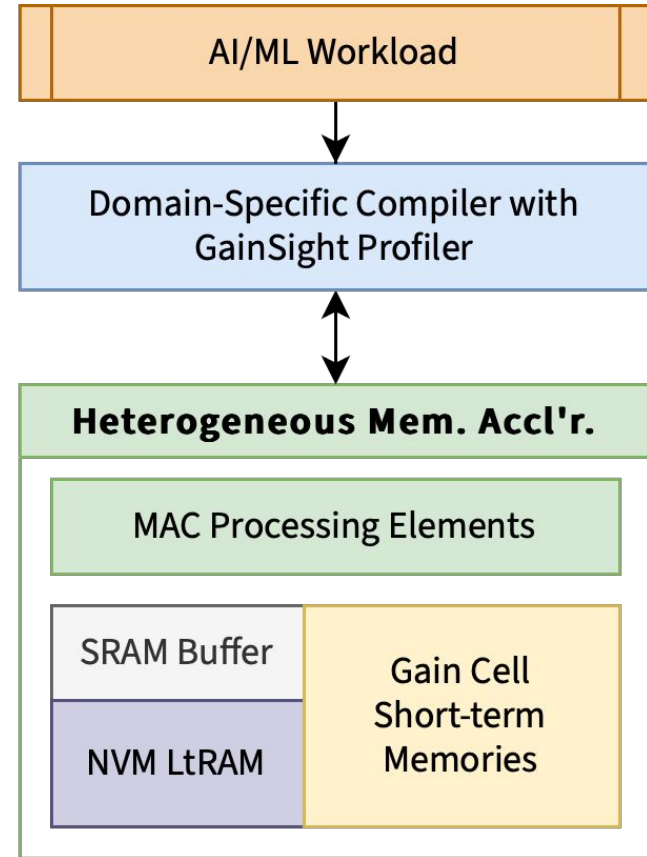 AI/ML Workload
Domain-Specific Compiler with
GainSight Profiler
Heterogeneous Mem. Accl'r.
MAC Processing Elements
SRAM Buffer
NVM LtRAM
Gain Cell
Short-term
Memories